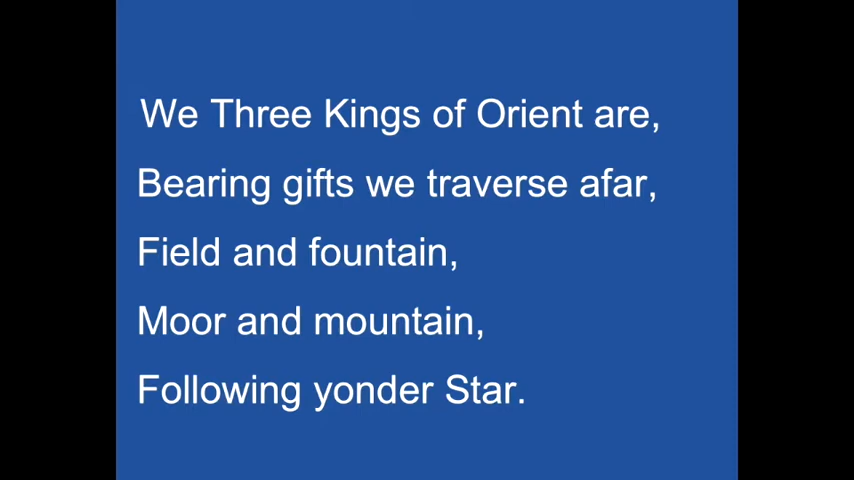 We Three Kings of Orient are,
Bearing gifts we traverse afar,
Field and fountain,
Moor and mountain,
Following yonder Star.